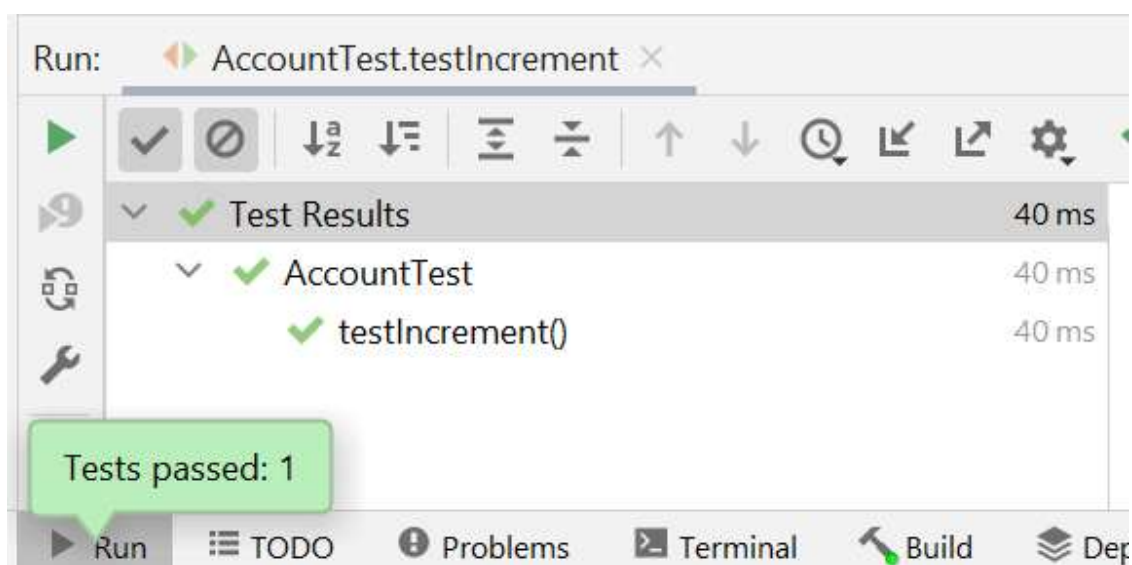 Run: AccountTest.testIncrement
Test Results 40 ms
AccountTest 40 ms
testIncrement() 40 ms
Tests passed: 1
Run TODO Problems Terminal Build Dep